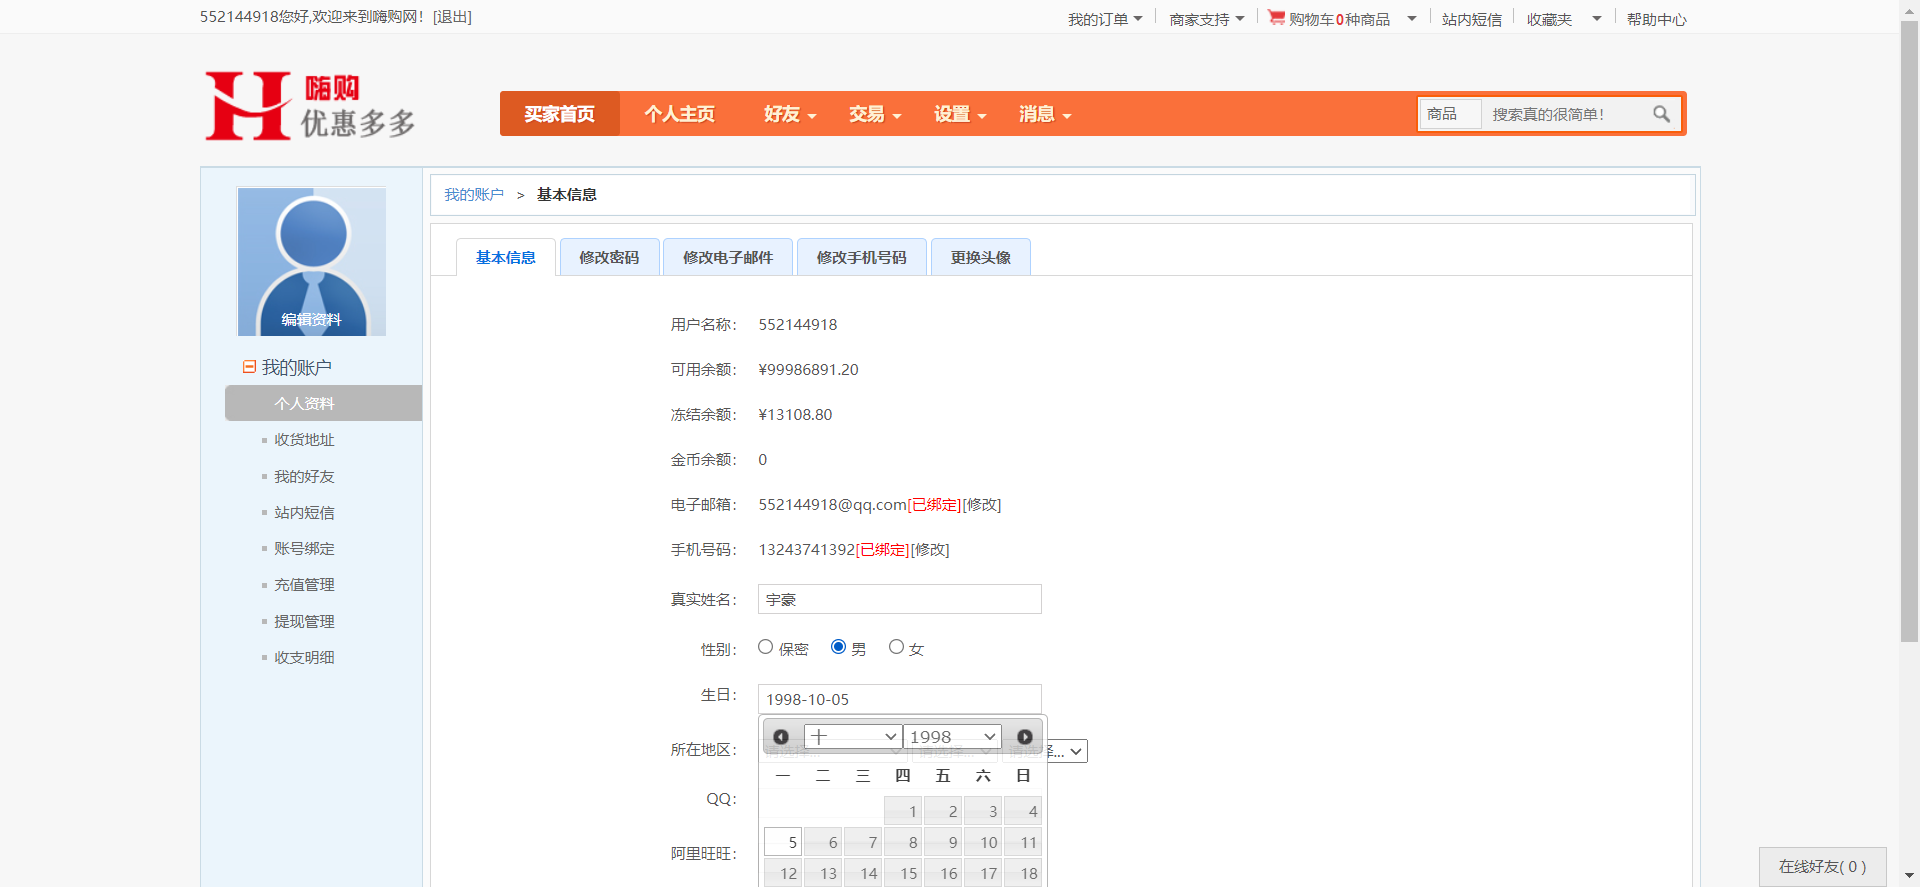 552144918您好,欢迎来到嗨购网！[退出]
我的订单 商家支持 购物车0种商品 站内短信 收藏夹 帮助中心
嗨购
优惠多多
买家首页 个人主页 好友 交易 设置 消息 商品 搜索真的很简单！
我的账户 > 基本信息
编辑资料
我的账户
个人资料
收货地址
我的好友
站内短信
账号绑定
充值管理
提现管理
收支明细
基本信息 修改密码 修改电子邮件 修改手机号码 更换头像
用户名称： 552144918
可用余额： ¥99986891.20
冻结余额： ¥13108.80
金币余额： 0
电子邮箱： 552144918@qq.com[已绑定][修改]
手机号码： 13243741392[已绑定][修改]
真实姓名： 宇豪
性别： 保密 男 女
生日： 1998-10-05
十 1998
所在地区： 请选择... 请选择... 请选择...
一 二 三 四 五 六 日
QQ：
1 2 3 4
5 6 7 8 9 10 11
阿里旺旺：
12 13 14 15 16 17 18
在线好友( 0 )